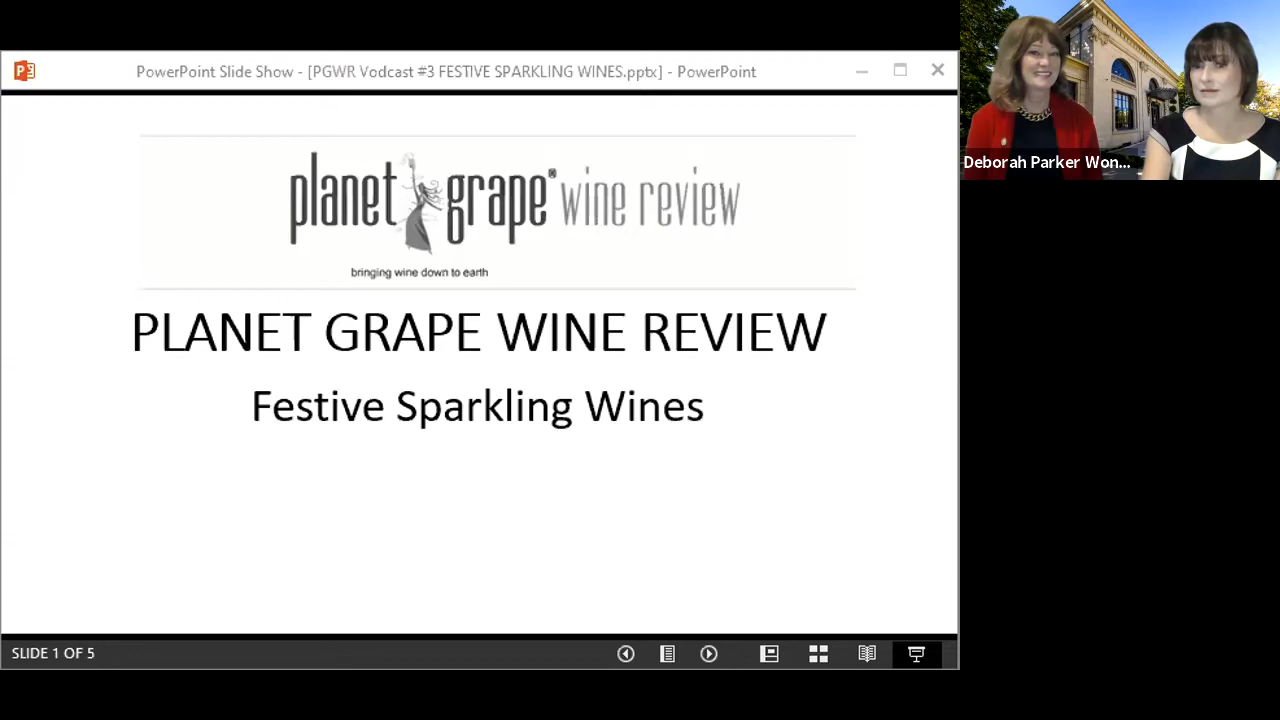 PowerPoint Slide Show - [PGWR Vodcast #3 FESTIVE SPARKLING WINES.pptx] - PowerPoint
planet grape® wine review
bringing wine down to earth
PLANET GRAPE WINE REVIEW
Festive Sparkling Wines
SLIDE 1 OF 5
Deborah Parker Won...